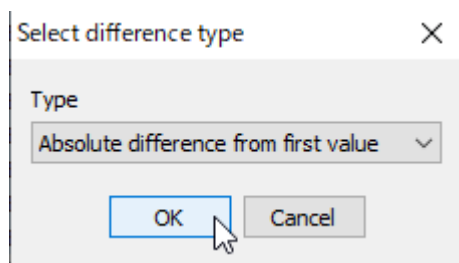 Select difference type
Type
Absolute difference from first value
OK Cancel